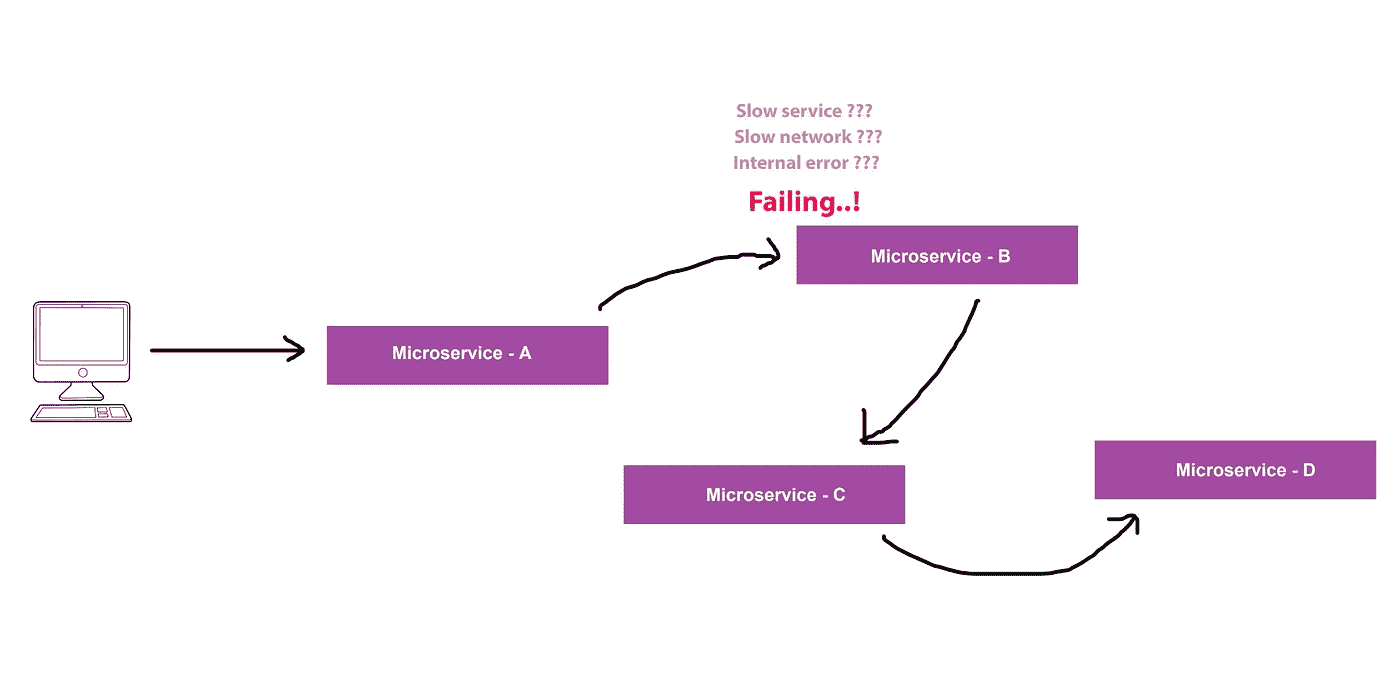 Slow service ???
Slow network ???
Internal error ???
Failing..!
Microservice - B
Microservice - A
Microservice - C
Microservice - D